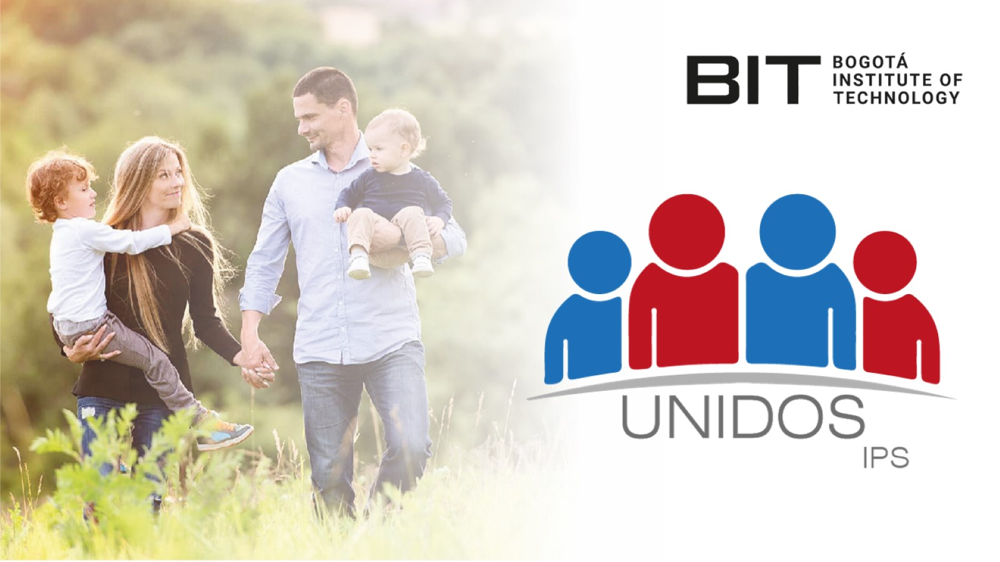 BIT
BOGOTÁ
INSTITUTE OF
TECHNOLOGY
UNIDOS
IPS